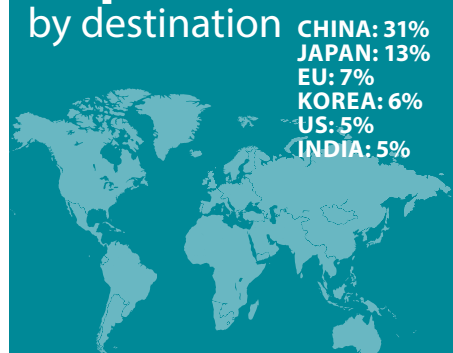 by destination
CHINA: 31%
JAPAN: 13%
EU: 7%
KOREA: 6%
US: 5%
INDIA: 5%